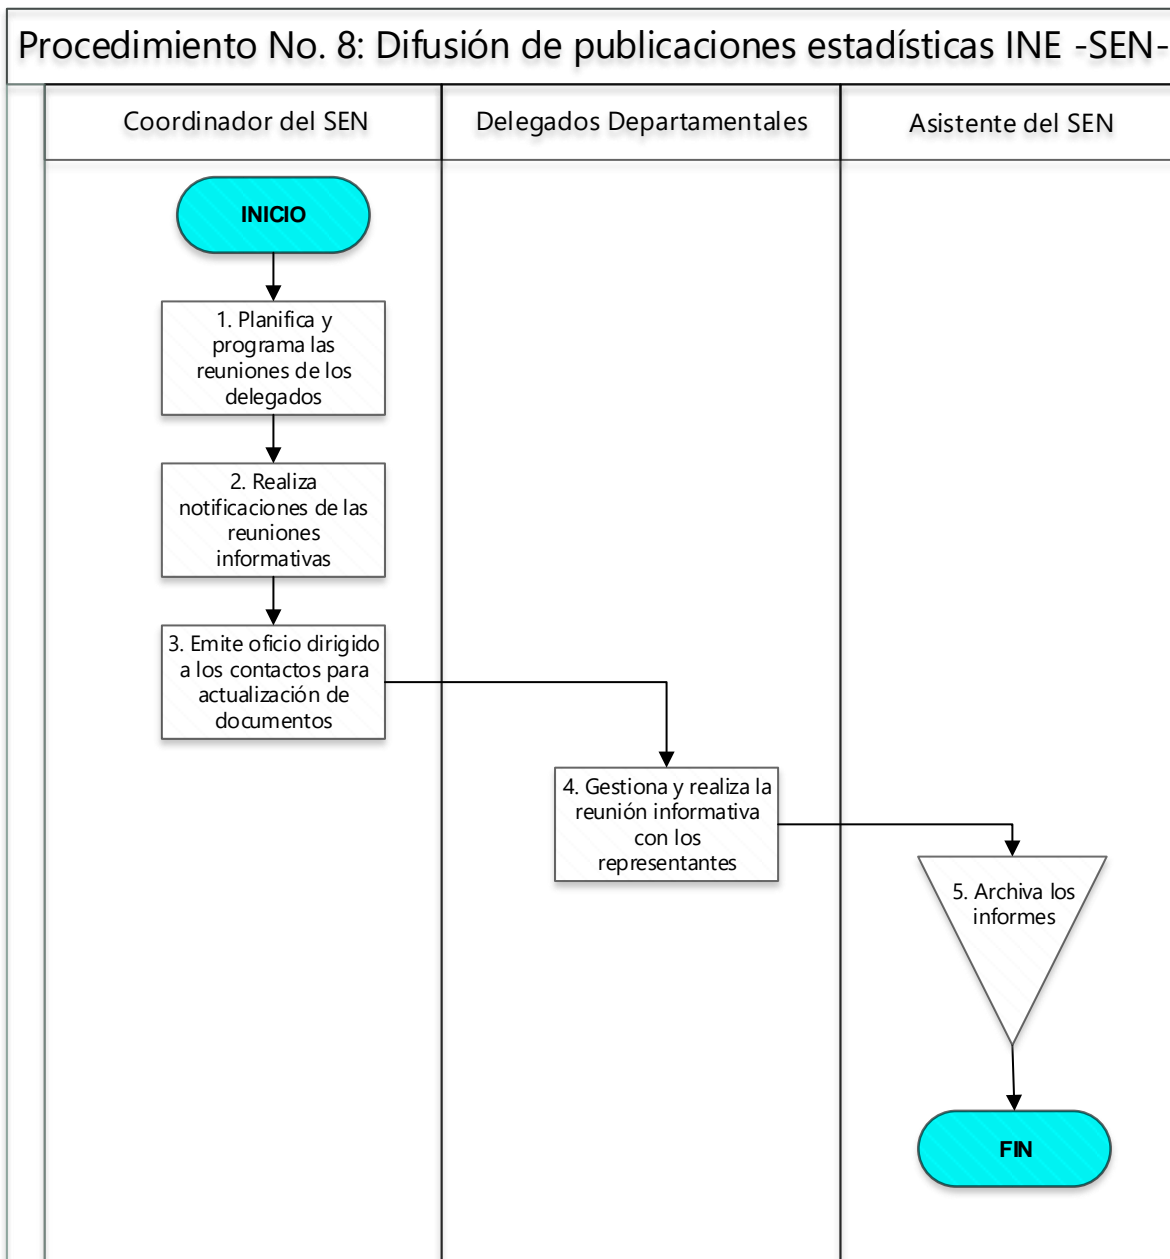 Procedimiento No. 8: Difusión de publicaciones estadísticas INE -SEN-
Coordinador del SEN
Delegados Departamentales
Asistente del SEN
INICIO
1. Planifica y
programa las
reuniones de los
delegados
2. Realiza
notificaciones de las
reuniones
informativas
3. Emite oficio dirigido
a los contactos para
actualización de
documentos
4. Gestiona y realiza la
reunión informativa
con los
representantes
5. Archiva los
informes
FIN